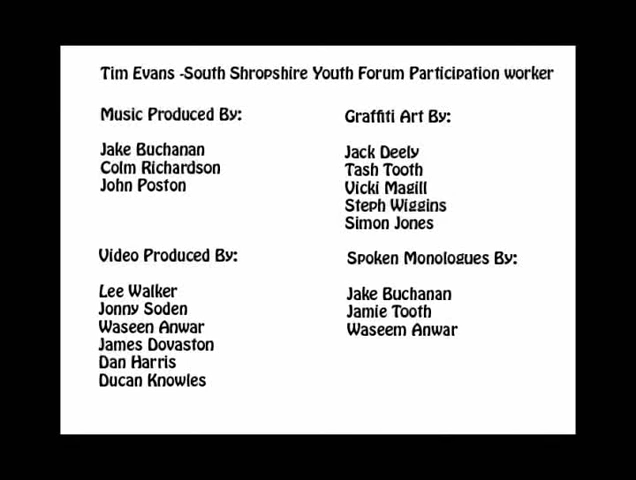 Tim Evans -South Shropshire Youth Forum Participation worker
Music Produced By:
Jake Buchanan
Colm Richardson
John Poston
Graffiti Art By:
Jack Deely
Tash Tooth
Vicki Magill
Steph Wiggins
Simon Jones
Video Produced By:
Lee Walker
Jonny Soden
Waseen Anwar
James Dovaston
Dan Harris
Ducan Knowles
Spoken Monologues By:
Jake Buchanan
Jamie Tooth
Waseem Anwar